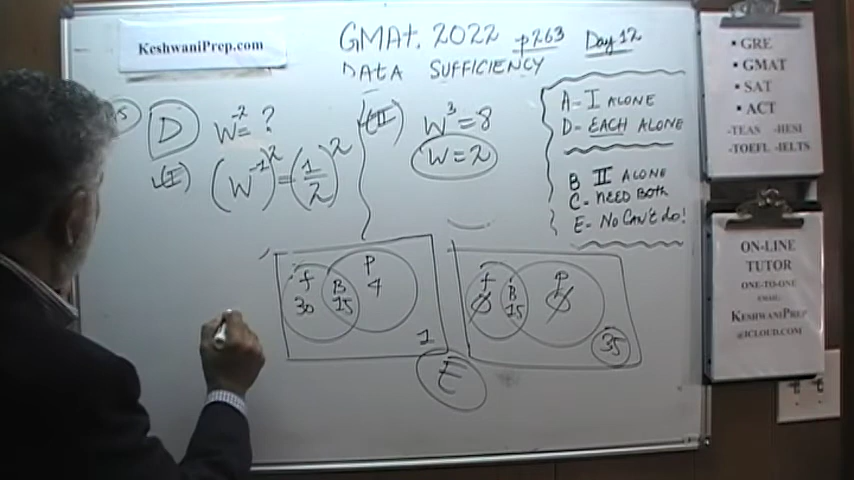 KeshwaniPrep.com
GMAT. 2022 p263 Day 12
DATA SUFFICIENCY
D
W⁻²= ?
(I) (W⁻¹)² = (1/2)²
(II) W³ = 8
W = 2
A- I ALONE
D- EACH ALONE
B II ALONE
C- NEED BOTH
E- NO CAN'T do!
f B P
30 15 4
1
E
f B P
0 15 0
35
• GRE
• GMAT
• SAT
• ACT
-TEAS -HESI
-TOEFL -IELTS
ON-LINE
TUTOR
ONE-TO-ONE
EMAIL:
KESHWANIPREP
@ICLOUD.COM